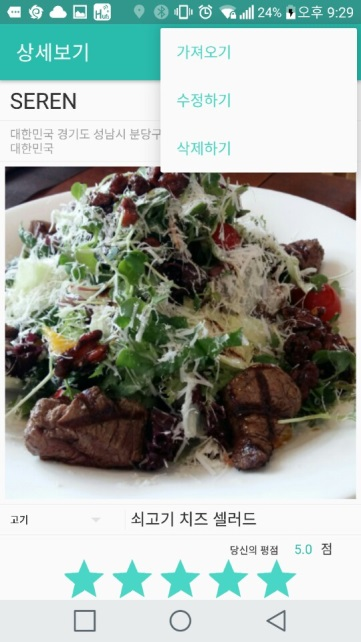 24% 오후 9:29
상세보기
가져오기
SEREN
수정하기
대한민국 경기도 성남시 분당구
대한민국
삭제하기
고기
쇠고기 치즈 셀러드
당신의 평점 5.0 점